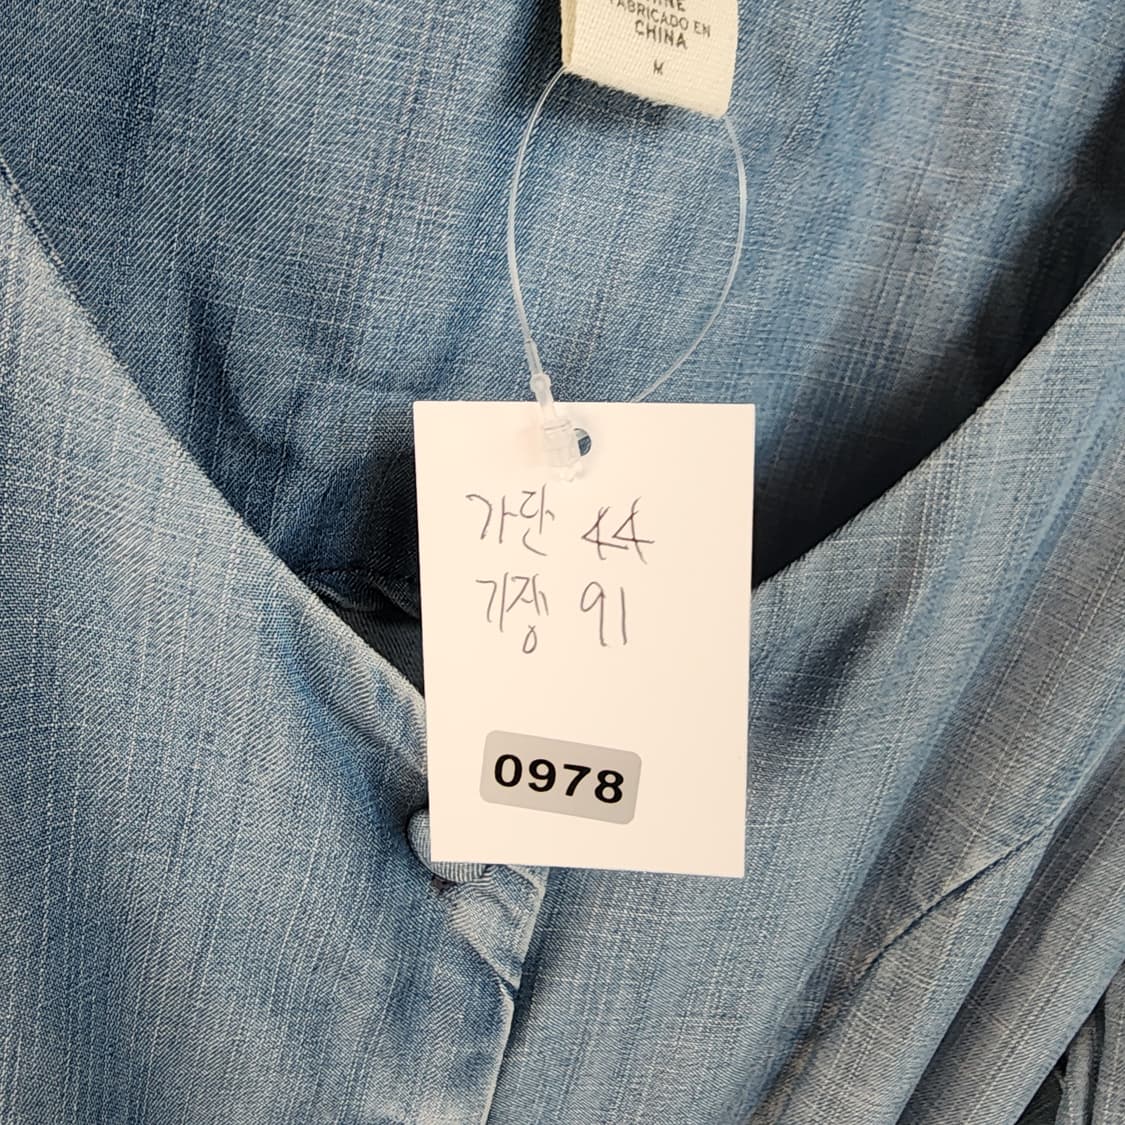 FABRICADO EN
CHINA
M
가단 44
기장 91
0978